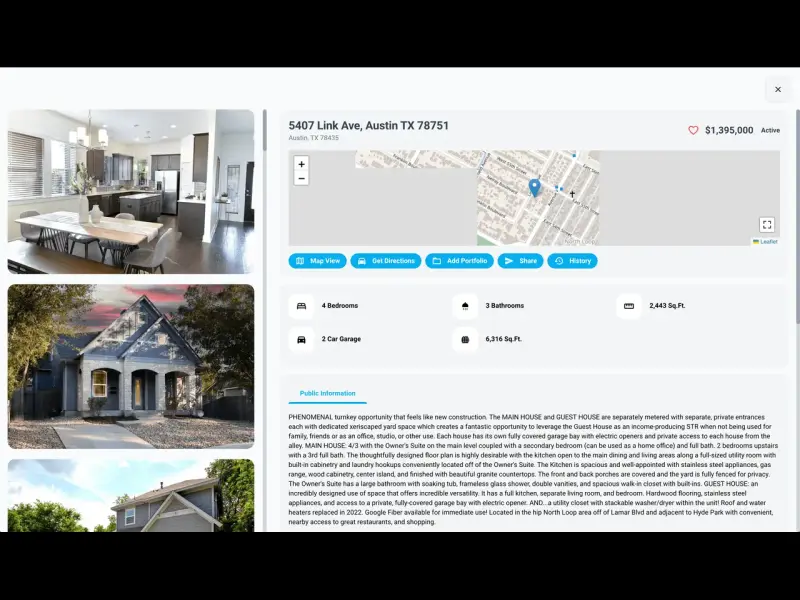 5407 Link Ave, Austin TX 78751
Austin, TX 78435
$1,395,000 Active
+
−
Leaflet
Map View
Get Directions
Add Portfolio
Share
History
4 Bedrooms
3 Bathrooms
2,443 Sq.Ft.
2 Car Garage
6,316 Sq.Ft.
Public Information
PHENOMENAL turnkey opportunity that feels like new construction. The MAIN HOUSE and GUEST HOUSE are separately metered with separate, private entrances
each with dedicated xeriscaped yard space which creates a fantastic opportunity to leverage the Guest House as an income-producing STR when not being used for
family, friends or as an office, studio, or other use. Each house has its own fully covered garage bay with electric openers and private access to each house from the
alley. MAIN HOUSE: 4/3 with the Owner's Suite on the main level coupled with a secondary bedroom (can be used as a home office) and full bath. 2 bedrooms upstairs
with a 3rd full bath. The thoughtfully designed floor plan is highly desirable with the kitchen open to the main dining and living areas along a full-sized utility room with
built-in cabinetry and laundry hookups conveniently located off of the Owner's Suite. The Kitchen is spacious and well-appointed with stainless steel appliances, gas
range, wood cabinetry, center island, and finished with beautiful granite countertops. The front and back porches are covered and the yard is fully fenced for privacy.
The Owner's Suite has a large bathroom with soaking tub, frameless glass shower, double vanities, and spacious walk-in closet with built-ins. GUEST HOUSE: an
incredibly designed use of space that offers incredible versatility. It has a full kitchen, separate living room, and bedroom. Hardwood flooring, stainless steel
appliances, and access to a private, fully-covered garage bay with electric opener. AND...a utility closet with stackable washer/dryer within the unit! Roof and water
heaters replaced in 2022. Google Fiber available for immediate use! Located in the hip North Loop area off of Lamar Blvd and adjacent to Hyde Park with convenient,
nearby access to great restaurants, and shopping.